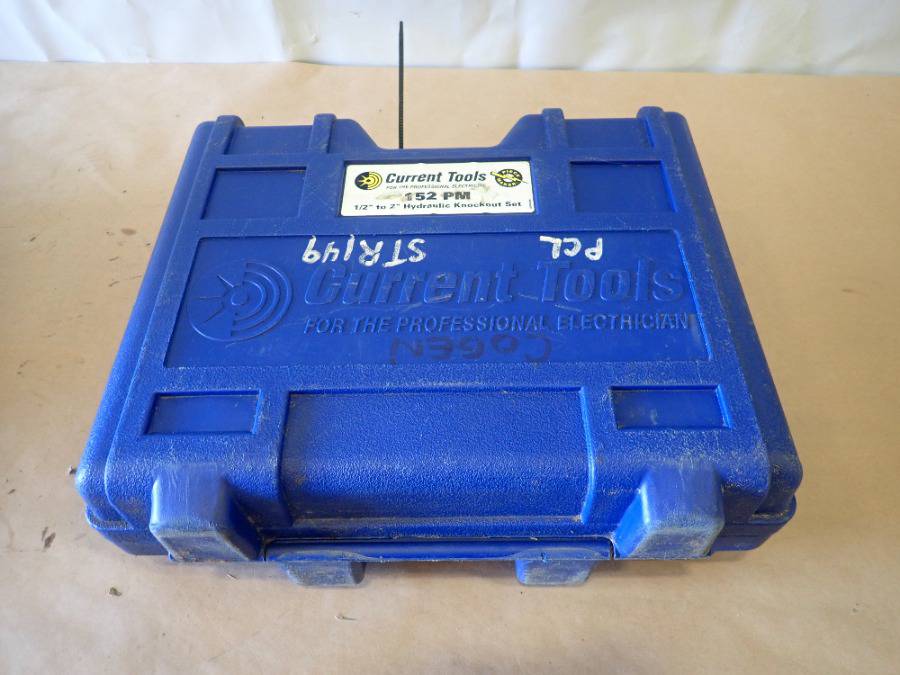 Current Tools
FOR THE PROFESSIONAL ELECTRICIAN
152 PM
1/2" to 2" Hydraulic Knockout Set
STR149 PCL
Current Tools
FOR THE PROFESSIONAL ELECTRICIAN
COGEN